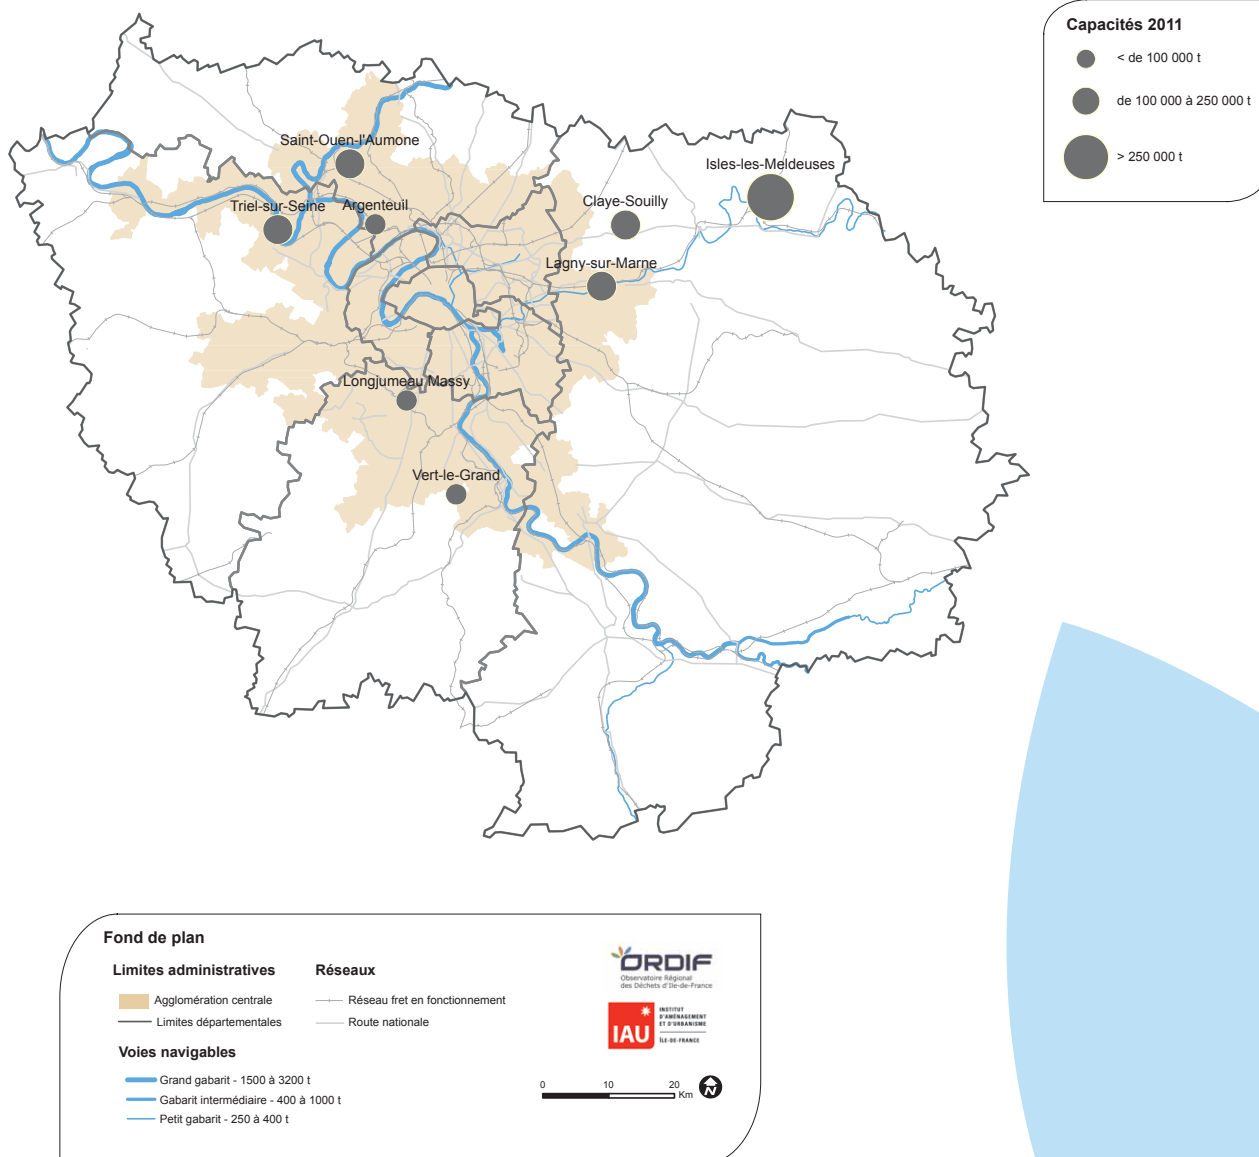 Capacités 2011
< de 100 000 t
de 100 000 à 250 000 t
> 250 000 t
Saint-Ouen-l'Aumone
Isles-les-Meldeuses
Triel-sur-Seine
Argenteuil
Claye-Souilly
Lagny-sur-Marne
Longjumeau Massy
Vert-le-Grand
Fond de plan
Limites administratives
Agglomération centrale
Limites départementales
Réseaux
Réseau fret en fonctionnement
Route nationale
Voies navigables
Grand gabarit - 1500 à 3200 t
Gabarit intermédiaire - 400 à 1000 t
Petit gabarit - 250 à 400 t
ORDIF
Observatoire Régional
des Déchets d'Ile-de-France
IAU
INSTITUT
D'AMÉNAGEMENT
ET D'URBANISME
ÎLE-DE-FRANCE
0 10 20
Km
N